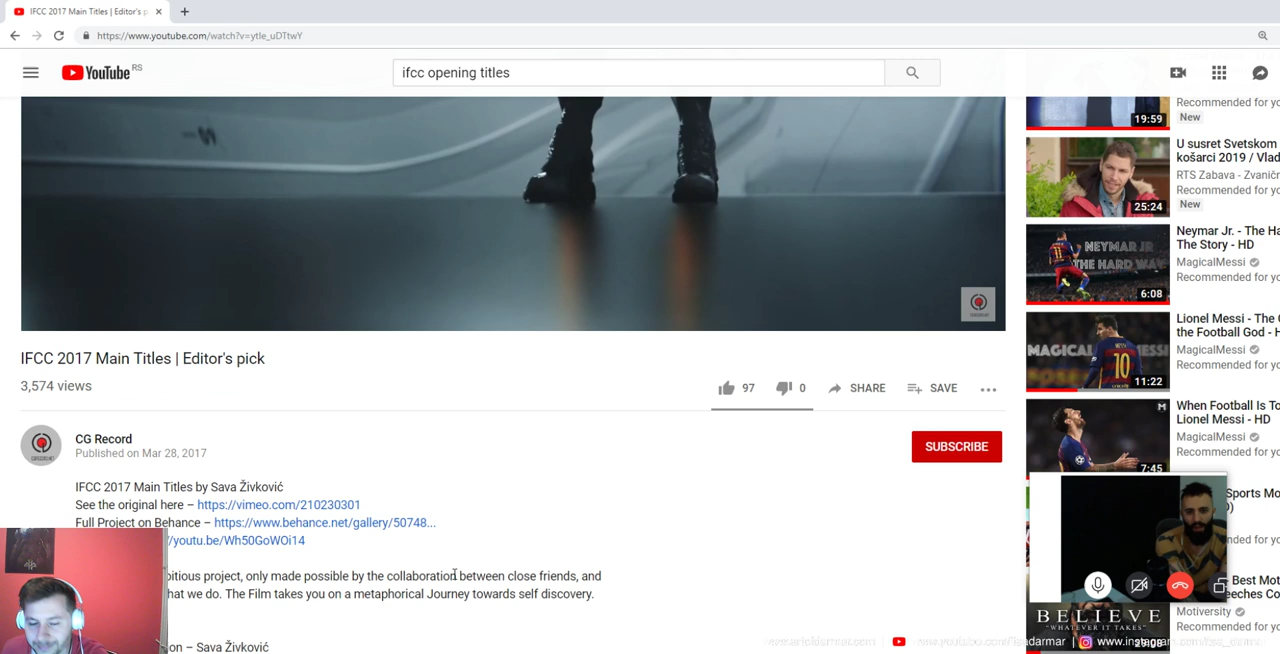 IFCC 2017 Main Titles | Editor's p
https://www.youtube.com/watch?v=ytle_uDTtwY
YouTube RS
ifcc opening titles
19:59
Recommended for yo
New
U susret Svetskom
košarci 2019 / Vlad
RTS Zabava - Zvaničn
Recommended for yo
New
25:24
Neymar Jr. - The Ha
The Story - HD
MagicalMessi
Recommended for yo
NEYMAR JR
THE HARD WAY
6:08
Lionel Messi - The G
the Football God - H
MagicalMessi
Recommended for yo
MAGICAL MESSI
10
11:22
When Football Is To
Lionel Messi - HD
MagicalMessi
Recommended for yo
7:45
IFCC 2017 Main Titles | Editor's pick
3,574 views
97
0
SHARE
SAVE
CG Record
Published on Mar 28, 2017
SUBSCRIBE
IFCC 2017 Main Titles by Sava Živković
See the original here – https://vimeo.com/210230301
Full Project on Behance – https://www.behance.net/gallery/50748...
/youtu.be/Wh50GoWOi14
bitious project, only made possible by the collaboration between close friends, and
hat we do. The Film takes you on a metaphorical Journey towards self discovery.
on – Sava Živković
Sports Mo
nded for yo
Best Moti
eeches Co
Motiversity
Recommended for yo
BELIEVE
"WHATEVER IT TAKES"